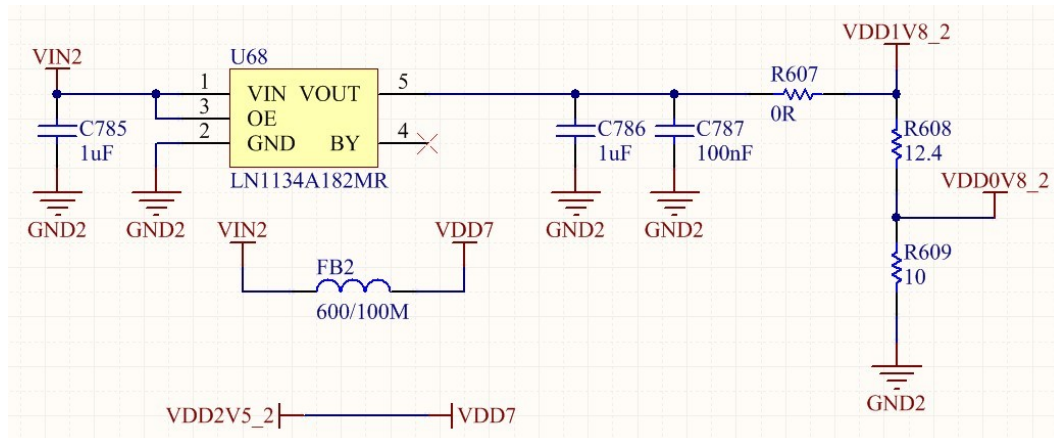 VIN2
U68
1 VIN VOUT 5
3 OE
2 GND BY 4
LN1134A182MR
C785
1uF
GND2
GND2
C786
1uF
GND2
C787
100nF
GND2
R607
0R
VDD1V8_2
R608
12.4
VDD0V8_2
R609
10
GND2
VIN2
VDD7
FB2
600/100M
VDD2V5_2
VDD7